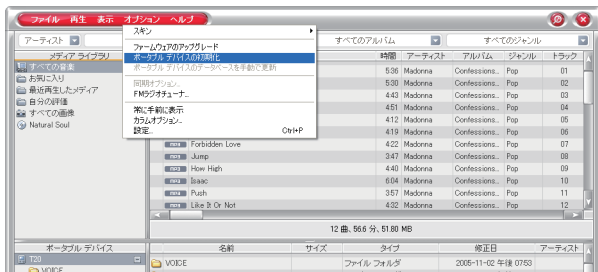 ファイル 再生 表示 オプション ヘルプ
アーティスト すべてのアルバム すべてのジャンル
スキン
ファームウェアのアップグレード
ポータブル デバイスの初期化
ポータブル デバイスのデータベースを手動で更新
同期オプション...
FMラジオチューナ...
常に手前に表示
カラムオプション...
設定... Ctrl+P
メディア ライブラリ
すべての音楽
お気に入り
最近再生したメディア
自分の評価
すべての画像
Natural Soul
時間 アーティスト アルバム ジャンル トラック
5:36 Madonna Confessions... Pop 01
5:30 Madonna Confessions... Pop 02
4:43 Madonna Confessions... Pop 03
4:51 Madonna Confessions... Pop 04
4:12 Madonna Confessions... Pop 05
4:19 Madonna Confessions... Pop 06
mp3 Forbidden Love 4:22 Madonna Confessions... Pop 07
mp3 Jump 3:47 Madonna Confessions... Pop 08
mp3 How High 4:40 Madonna Confessions... Pop 09
mp3 Isaac 6:04 Madonna Confessions... Pop 10
mp3 Push 3:57 Madonna Confessions... Pop 11
mp3 Like It Or Not 4:32 Madonna Confessions... Pop 12
12 曲、56.6 分、51.80 MB
ポータブル デバイス
T20
VOICE
名前 サイズ タイプ 修正日 アーティスト
VOICE ファイル フォルダ 2005-11-02 午後 07:53